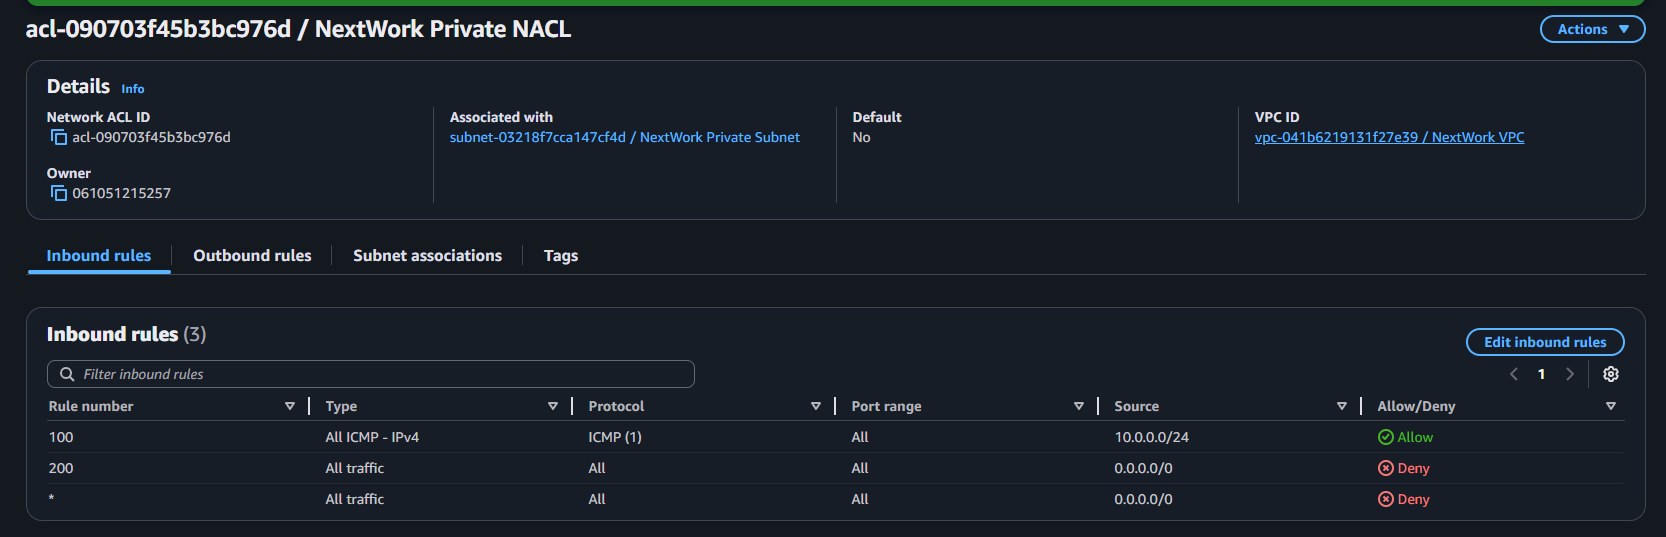 acl-090703f45b3bc976d / NextWork Private NACL
Actions
Details Info
Network ACL ID
acl-090703f45b3bc976d
Associated with
subnet-03218f7cca147cf4d / NextWork Private Subnet
Default
No
VPC ID
vpc-041b6219131f27e39 / NextWork VPC
Owner
061051215257
Inbound rules Outbound rules Subnet associations Tags
Inbound rules (3)
Edit inbound rules
Filter inbound rules
1
Rule number Type Protocol Port range Source Allow/Deny
100 All ICMP - IPv4 ICMP (1) All 10.0.0.0/24 Allow
200 All traffic All All 0.0.0.0/0 Deny
* All traffic All All 0.0.0.0/0 Deny